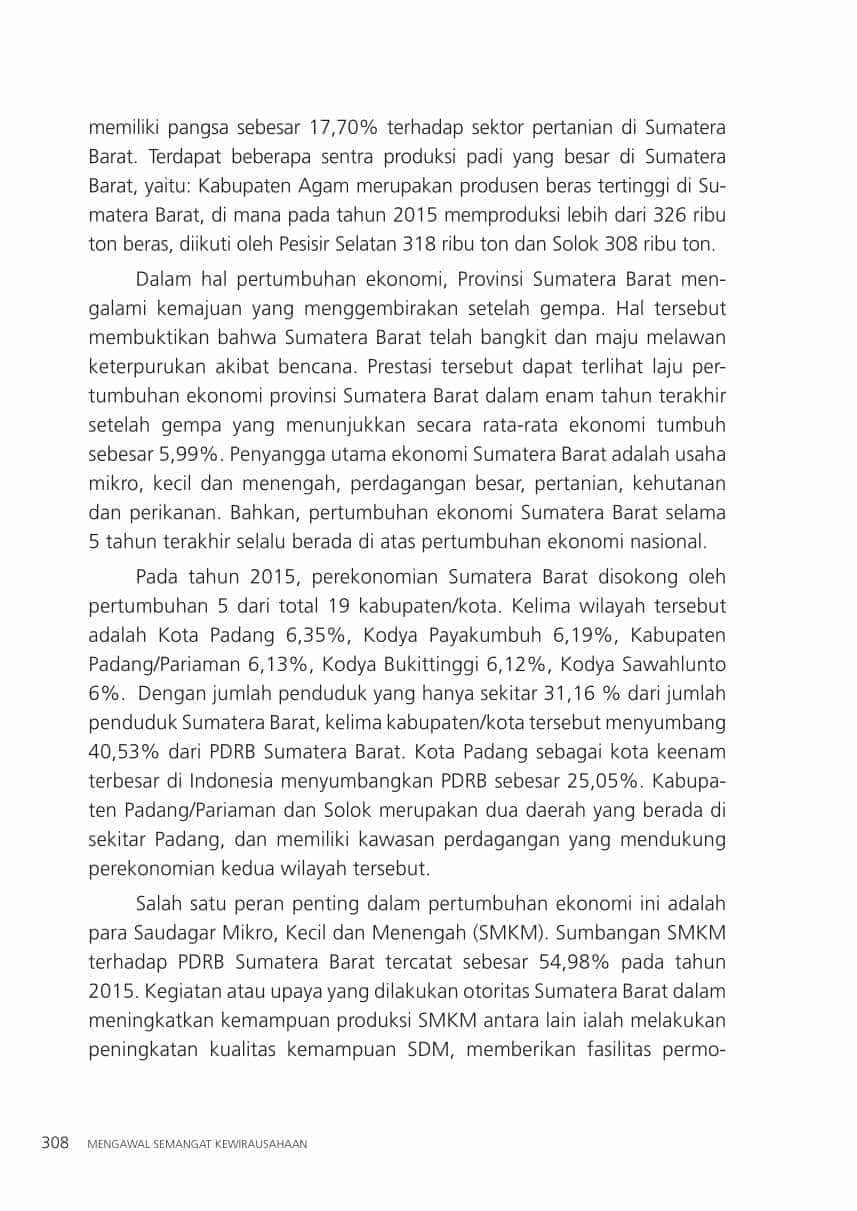 memiliki pangsa sebesar 17,70% terhadap sektor pertanian di Sumatera
Barat. Terdapat beberapa sentra produksi padi yang besar di Sumatera
Barat, yaitu: Kabupaten Agam merupakan produsen beras tertinggi di Su-
matera Barat, di mana pada tahun 2015 memproduksi lebih dari 326 ribu
ton beras, diikuti oleh Pesisir Selatan 318 ribu ton dan Solok 308 ribu ton.
Dalam hal pertumbuhan ekonomi, Provinsi Sumatera Barat men-
galami kemajuan yang menggembirakan setelah gempa. Hal tersebut
membuktikan bahwa Sumatera Barat telah bangkit dan maju melawan
keterpurukan akibat bencana. Prestasi tersebut dapat terlihat laju per-
tumbuhan ekonomi provinsi Sumatera Barat dalam enam tahun terakhir
setelah gempa yang menunjukkan secara rata-rata ekonomi tumbuh
sebesar 5,99%. Penyangga utama ekonomi Sumatera Barat adalah usaha
mikro, kecil dan menengah, perdagangan besar, pertanian, kehutanan
dan perikanan. Bahkan, pertumbuhan ekonomi Sumatera Barat selama
5 tahun terakhir selalu berada di atas pertumbuhan ekonomi nasional.
Pada tahun 2015, perekonomian Sumatera Barat disokong oleh
pertumbuhan 5 dari total 19 kabupaten/kota. Kelima wilayah tersebut
adalah Kota Padang 6,35%, Kodya Payakumbuh 6,19%, Kabupaten
Padang/Pariaman 6,13%, Kodya Bukittinggi 6,12%, Kodya Sawahlunto
6%.  Dengan jumlah penduduk yang hanya sekitar 31,16 % dari jumlah
penduduk Sumatera Barat, kelima kabupaten/kota tersebut menyumbang
40,53% dari PDRB Sumatera Barat. Kota Padang sebagai kota keenam
terbesar di Indonesia menyumbangkan PDRB sebesar 25,05%. Kabupa-
ten Padang/Pariaman dan Solok merupakan dua daerah yang berada di
sekitar Padang, dan memiliki kawasan perdagangan yang mendukung
perekonomian kedua wilayah tersebut.
Salah satu peran penting dalam pertumbuhan ekonomi ini adalah
para Saudagar Mikro, Kecil dan Menengah (SMKM). Sumbangan SMKM
terhadap PDRB Sumatera Barat tercatat sebesar 54,98% pada tahun
2015. Kegiatan atau upaya yang dilakukan otoritas Sumatera Barat dalam
meningkatkan kemampuan produksi SMKM antara lain ialah melakukan
peningkatan kualitas kemampuan SDM, memberikan fasilitas permo-
308 MENGAWAL SEMANGAT KEWIRAUSAHAAN